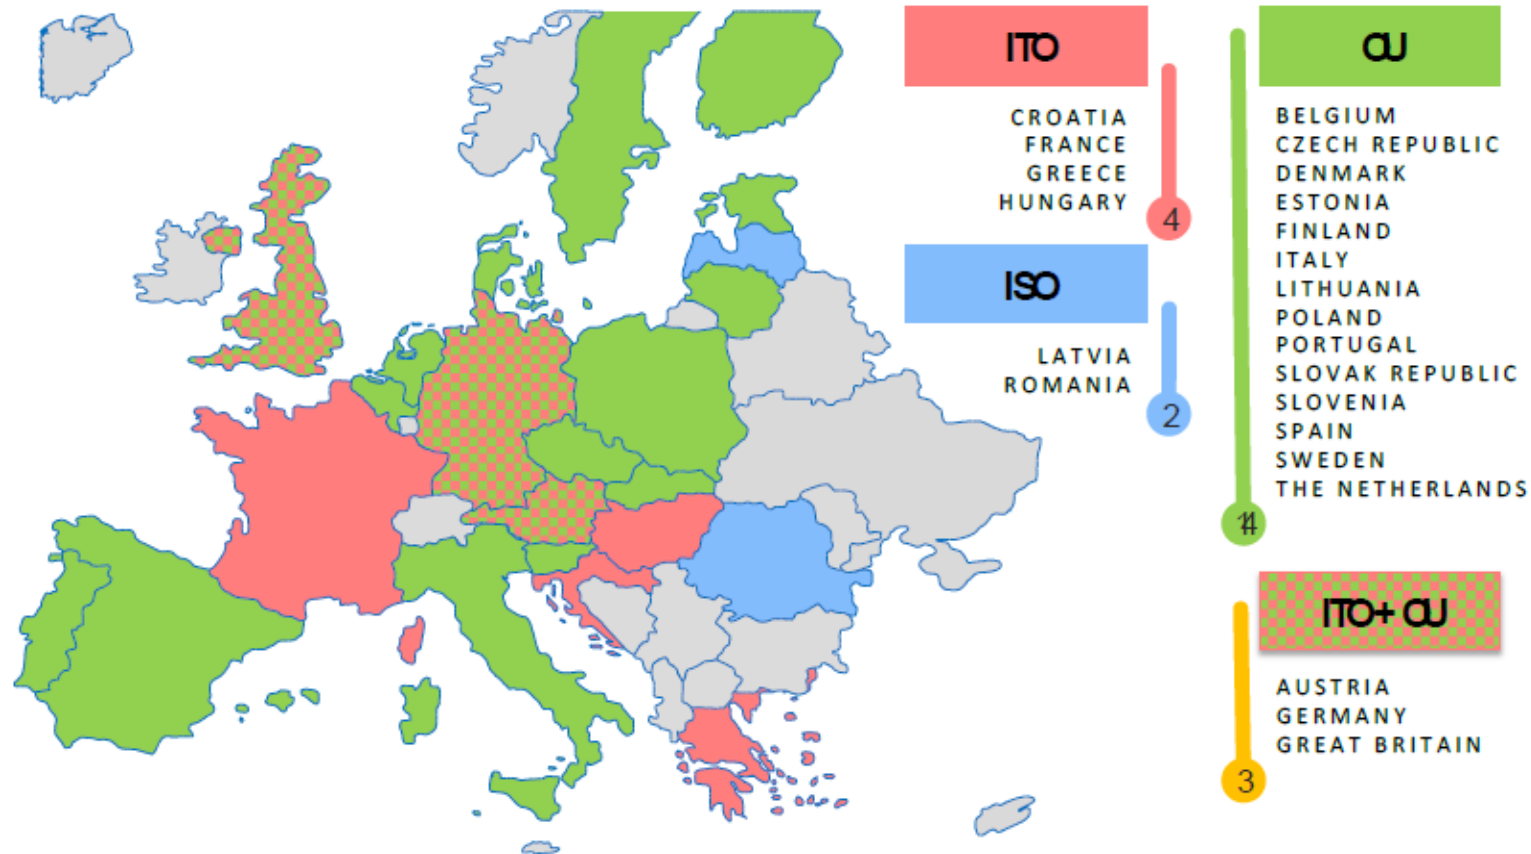 ITO
CROATIA
FRANCE
GREECE
HUNGARY
4
ISO
LATVIA
ROMANIA
2
OU
BELGIUM
CZECH REPUBLIC
DENMARK
ESTONIA
FINLAND
ITALY
LITHUANIA
POLAND
PORTUGAL
SLOVAK REPUBLIC
SLOVENIA
SPAIN
SWEDEN
THE NETHERLANDS
14
ITO+ OU
AUSTRIA
GERMANY
GREAT BRITAIN
3